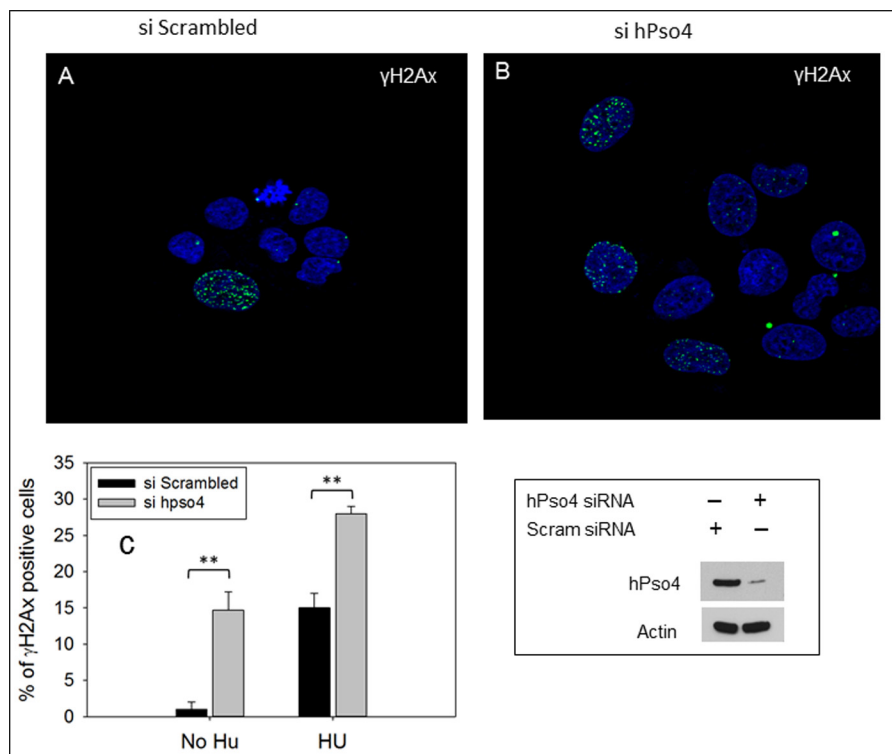 si Scrambled
si hPso4
A
γH2Ax
B
γH2Ax
% of γH2Ax positive cells
35
30
25
20
15
10
5
0
si Scrambled
si hpso4
C
**
**
No Hu
HU
hPso4 siRNA − +
Scram siRNA + −
hPso4
Actin